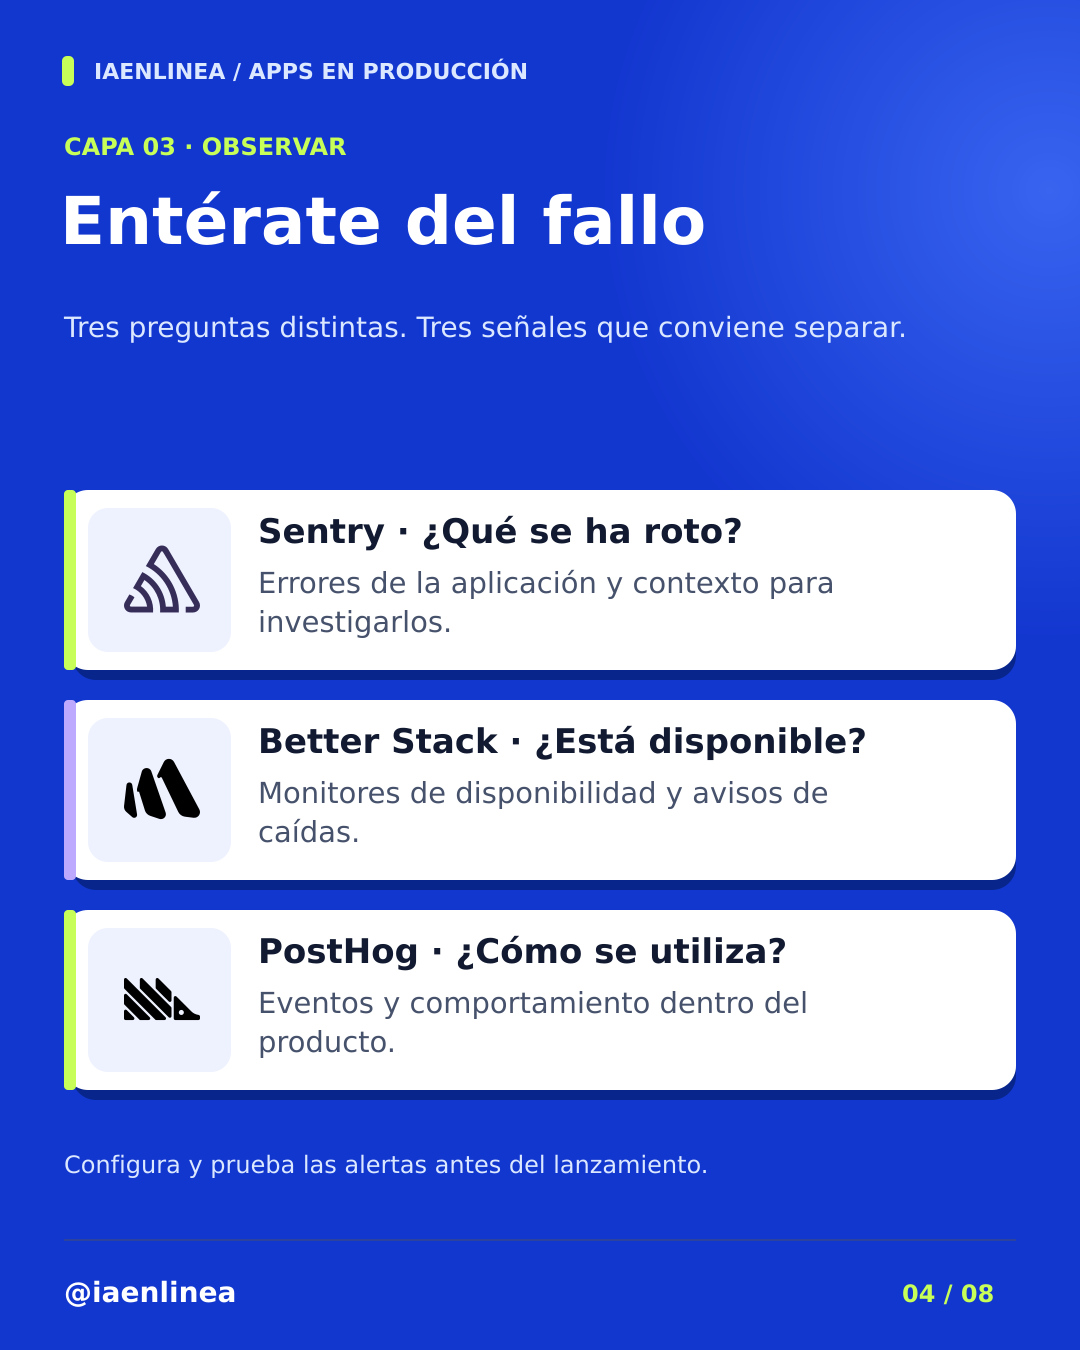 IAENLINEA / APPS EN PRODUCCIÓN
CAPA 03 · OBSERVAR
Entérate del fallo
Tres preguntas distintas. Tres señales que conviene separar.
Sentry · ¿Qué se ha roto?
Errores de la aplicación y contexto para
investigarlos.
Better Stack · ¿Está disponible?
Monitores de disponibilidad y avisos de
caídas.
PostHog · ¿Cómo se utiliza?
Eventos y comportamiento dentro del
producto.
Configura y prueba las alertas antes del lanzamiento.
@iaenlinea
04 / 08